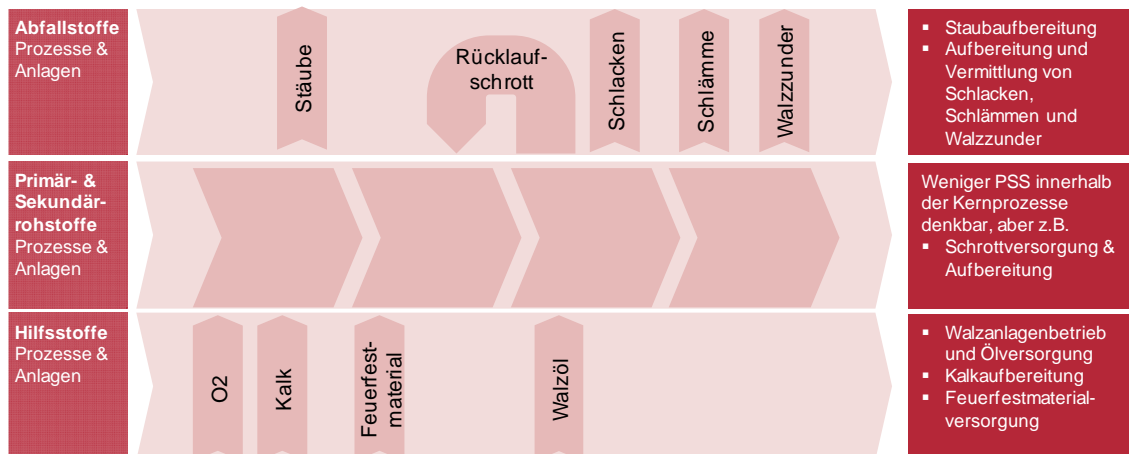 Abfallstoffe
Prozesse &
Anlagen
Stäube
Rücklauf-
schrott
Schlacken
Schlämme
Walzzunder
▪ Staubaufbereitung
▪ Aufbereitung und
Vermittlung von
Schlacken,
Schlämmen und
Walzzunder
Primär- &
Sekundär-
rohstoffe
Prozesse &
Anlagen
Weniger PSS innerhalb
der Kernprozesse
denkbar, aber z.B.
▪ Schrottversorgung &
Aufbereitung
Hilfsstoffe
Prozesse &
Anlagen
O2
Kalk
Feuerfest-
material
Walzöl
▪ Walzanlagenbetrieb
und Ölversorgung
▪ Kalkaufbereitung
▪ Feuerfestmaterial-
versorgung